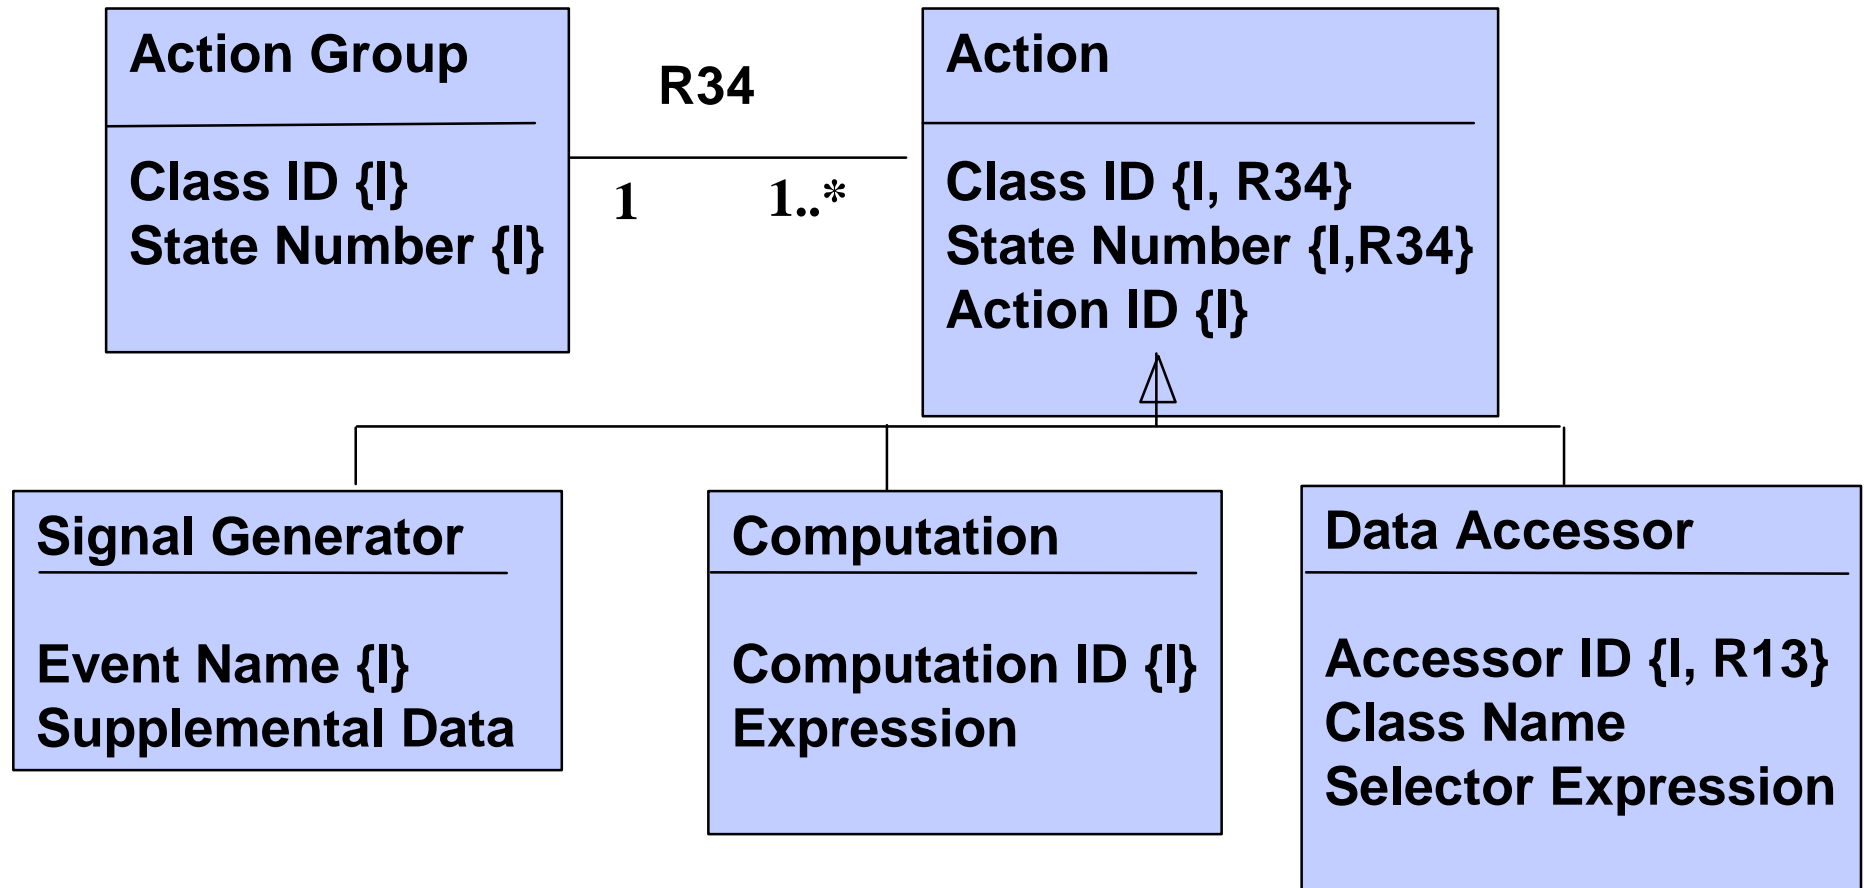 Action Group
Class ID {I}
State Number {I}
R34
1
1..*
Action
Class ID {I, R34}
State Number {I,R34}
Action ID {I}
Signal Generator
Event Name {I}
Supplemental Data
Computation
Computation ID {I}
Expression
Data Accessor
Accessor ID {I, R13}
Class Name
Selector Expression